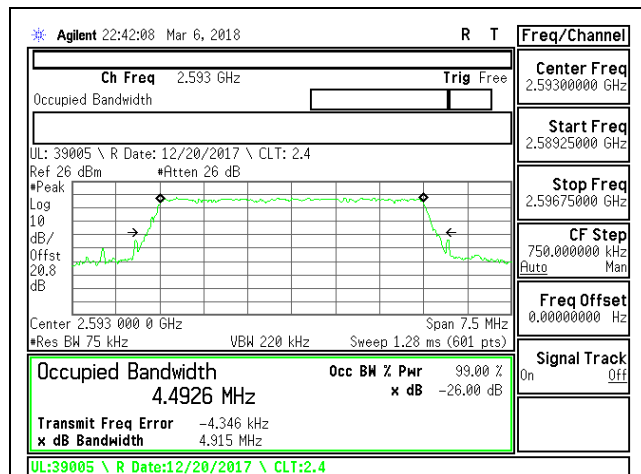 Agilent 22:42:08 Mar 6, 2018 R T Freq/Channel
Ch Freq 2.593 GHz Trig Free
Occupied Bandwidth
Center Freq
2.59300000 GHz
Start Freq
2.58925000 GHz
Stop Freq
2.59675000 GHz
CF Step
750.000000 kHz
Auto Man
Freq Offset
0.00000000 Hz
Signal Track
On Off
UL: 39005 \ R Date: 12/20/2017 \ CLT: 2.4
Ref 26 dBm #Atten 26 dB
#Peak
Log
10
dB/
Offst
20.8
dB
Center 2.593 000 0 GHz Span 7.5 MHz
#Res BW 75 kHz VBW 220 kHz Sweep 1.28 ms (601 pts)
Occupied Bandwidth Occ BW % Pwr 99.00 %
4.4926 MHz x dB -26.00 dB
Transmit Freq Error -4.346 kHz
x dB Bandwidth 4.915 MHz
UL:39005 \ R Date:12/20/2017 \ CLT:2.4